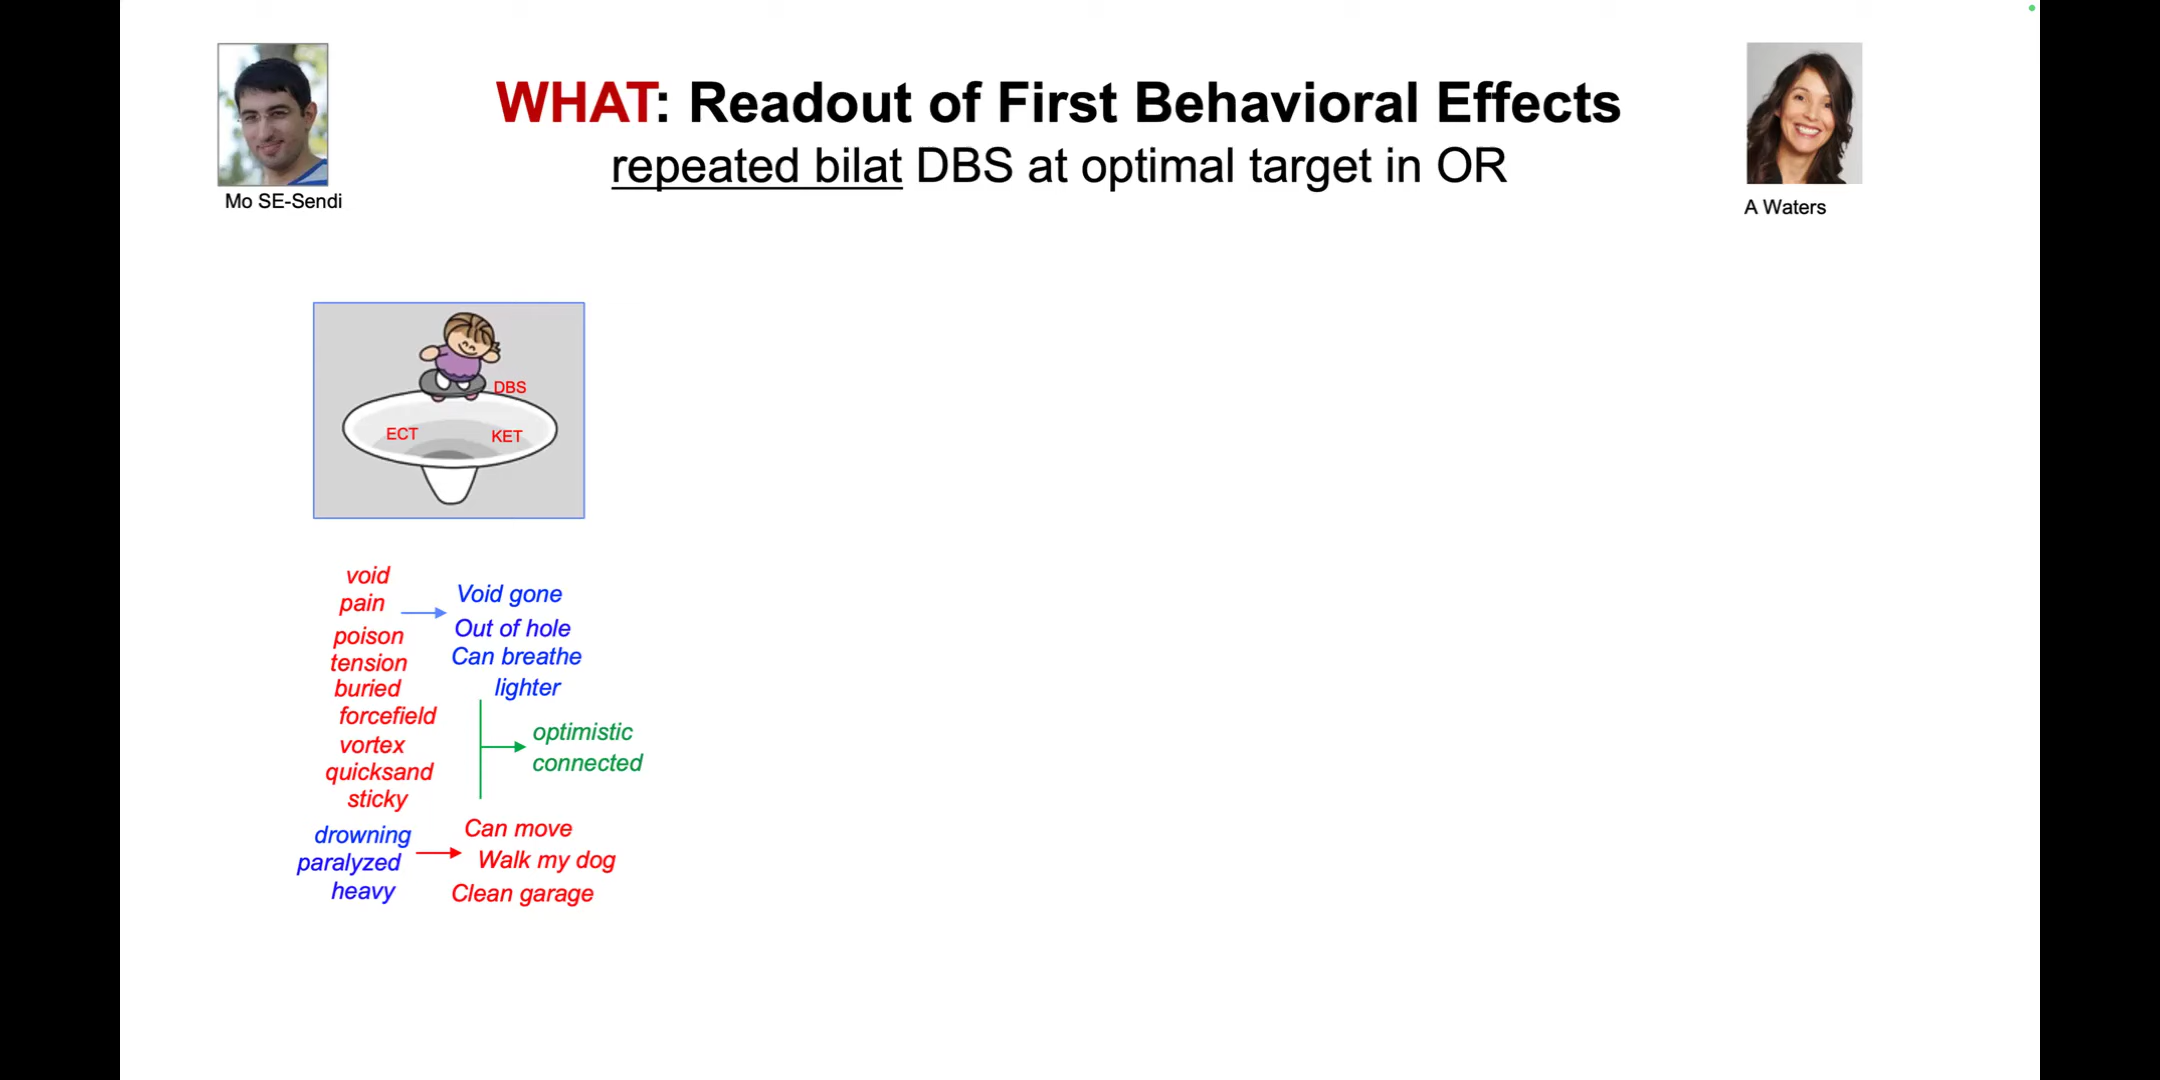 WHAT: Readout of First Behavioral Effects
repeated bilat DBS at optimal target in OR
Mo SE-Sendi
A Waters
DBS
ECT
KET
void
pain
poison
tension
buried
forcefield
vortex
quicksand
sticky
drowning
paralyzed
heavy
Void gone
Out of hole
Can breathe
lighter
optimistic
connected
Can move
Walk my dog
Clean garage